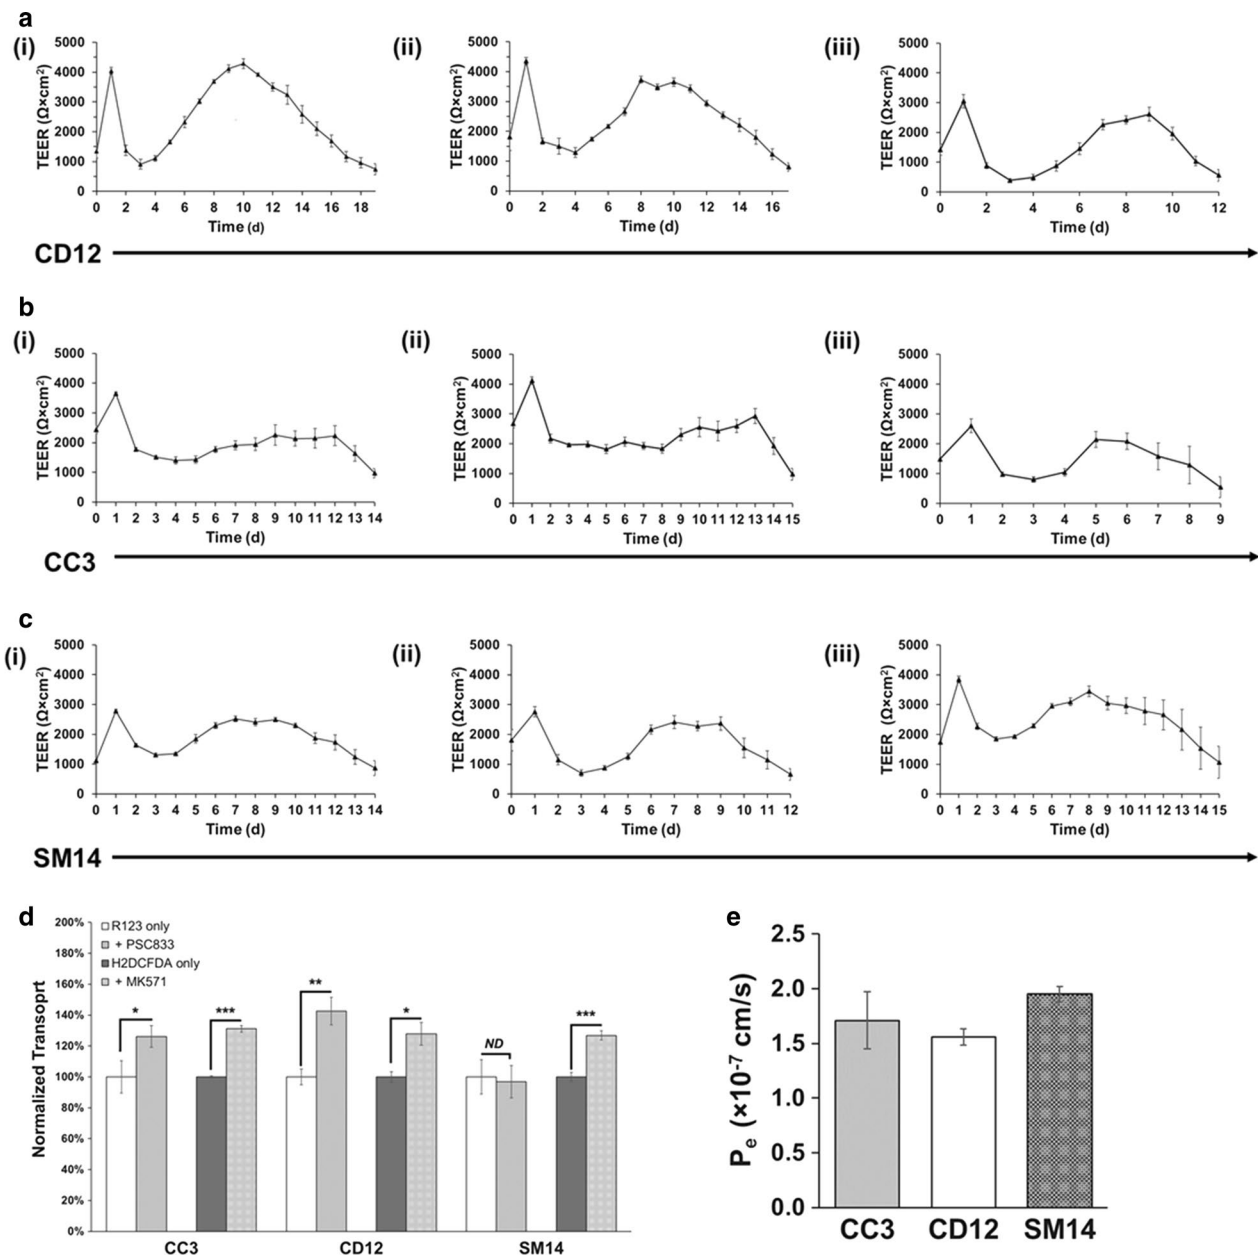 a
(i)
(ii)
(iii)
TEER (Ω×cm²)
5000
4000
3000
2000
1000
0
0 2 4 6 8 10 12 14 16 18
Time (d)
TEER (Ω×cm²)
5000
4000
3000
2000
1000
0
0 2 4 6 8 10 12 14 16
Time (d)
TEER (Ω×cm²)
5000
4000
3000
2000
1000
0
0 2 4 6 8 10 12
Time (d)
CD12
b
(i)
(ii)
(iii)
TEER (Ω×cm²)
5000
4000
3000
2000
1000
0
0 1 2 3 4 5 6 7 8 9 10 11 12 13 14
Time (d)
TEER (Ω×cm²)
5000
4000
3000
2000
1000
0
0 1 2 3 4 5 6 7 8 9 10 11 12 13 14 15
Time (d)
TEER (Ω×cm²)
5000
4000
3000
2000
1000
0
0 1 2 3 4 5 6 7 8 9
Time (d)
CC3
c
(i)
(ii)
(iii)
TEER (Ω×cm²)
5000
4000
3000
2000
1000
0
0 1 2 3 4 5 6 7 8 9 10 11 12 13 14
Time (d)
TEER (Ω×cm²)
5000
4000
3000
2000
1000
0
0 1 2 3 4 5 6 7 8 9 10 11 12
Time (d)
TEER (Ω×cm²)
5000
4000
3000
2000
1000
0
0 1 2 3 4 5 6 7 8 9 10 11 12 13 14 15
Time (d)
SM14
d
Normalized Transoprt
200%
180%
160%
140%
120%
100%
80%
60%
40%
20%
0%
R123 only
+ PSC833
H2DCFDA only
+ MK571
*
***
**
*
ND
***
CC3 CD12 SM14
e
Pe (×10⁻⁷ cm/s)
2.5
2.0
1.5
1.0
0.5
0.0
CC3 CD12 SM14